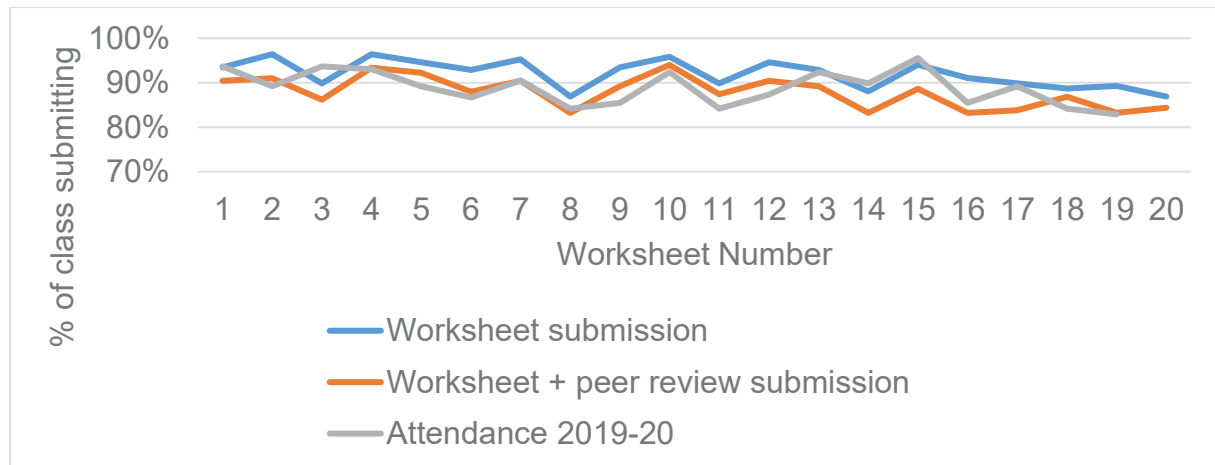 % of class submitting
100%
90%
80%
70%
1 2 3 4 5 6 7 8 9 10 11 12 13 14 15 16 17 18 19 20
Worksheet Number
Worksheet submission
Worksheet + peer review submission
Attendance 2019-20